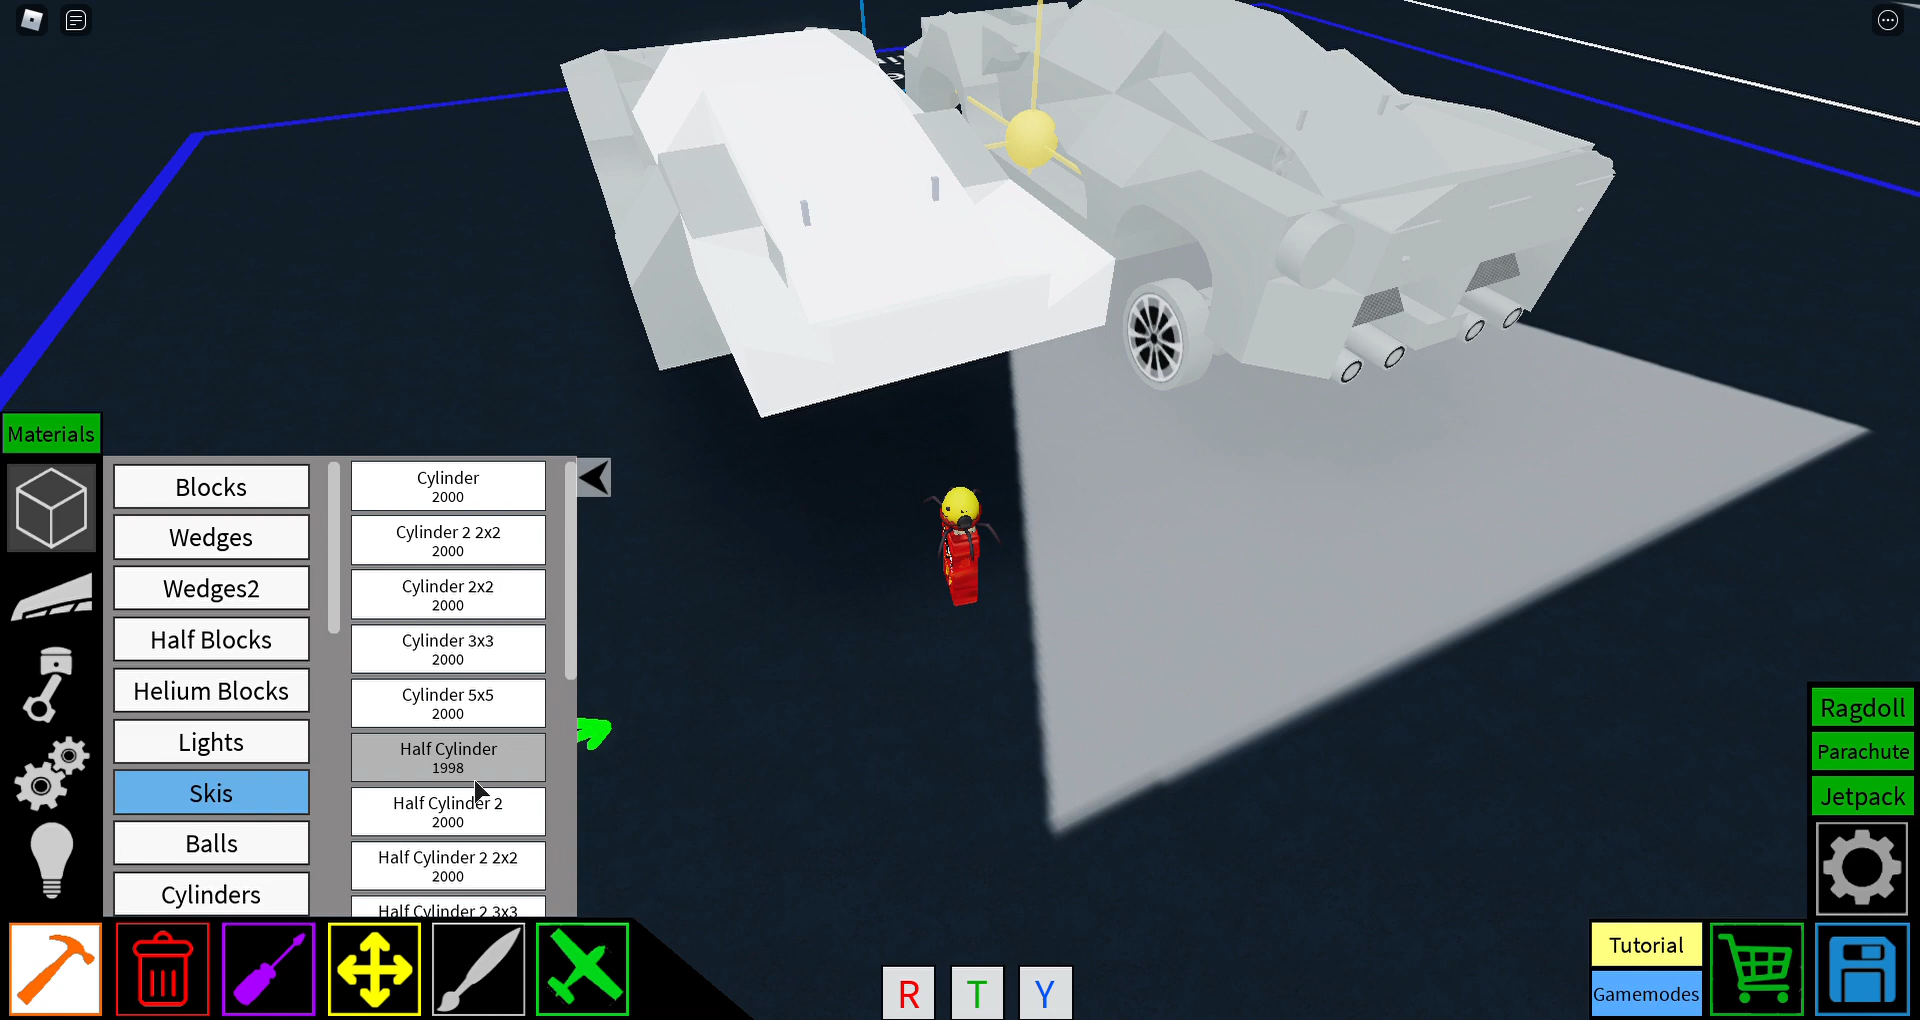 Materials
Blocks
Wedges
Wedges2
Half Blocks
Helium Blocks
Lights
Skis
Balls
Cylinders
Cylinder
2000
Cylinder 2 2x2
2000
Cylinder 2x2
2000
Cylinder 3x3
2000
Cylinder 5x5
2000
Half Cylinder
1998
Half Cylinder 2
2000
Half Cylinder 2 2x2
2000
Half Cylinder 2 3x3
Ragdoll
Parachute
Jetpack
R T Y
Tutorial
Gamemodes